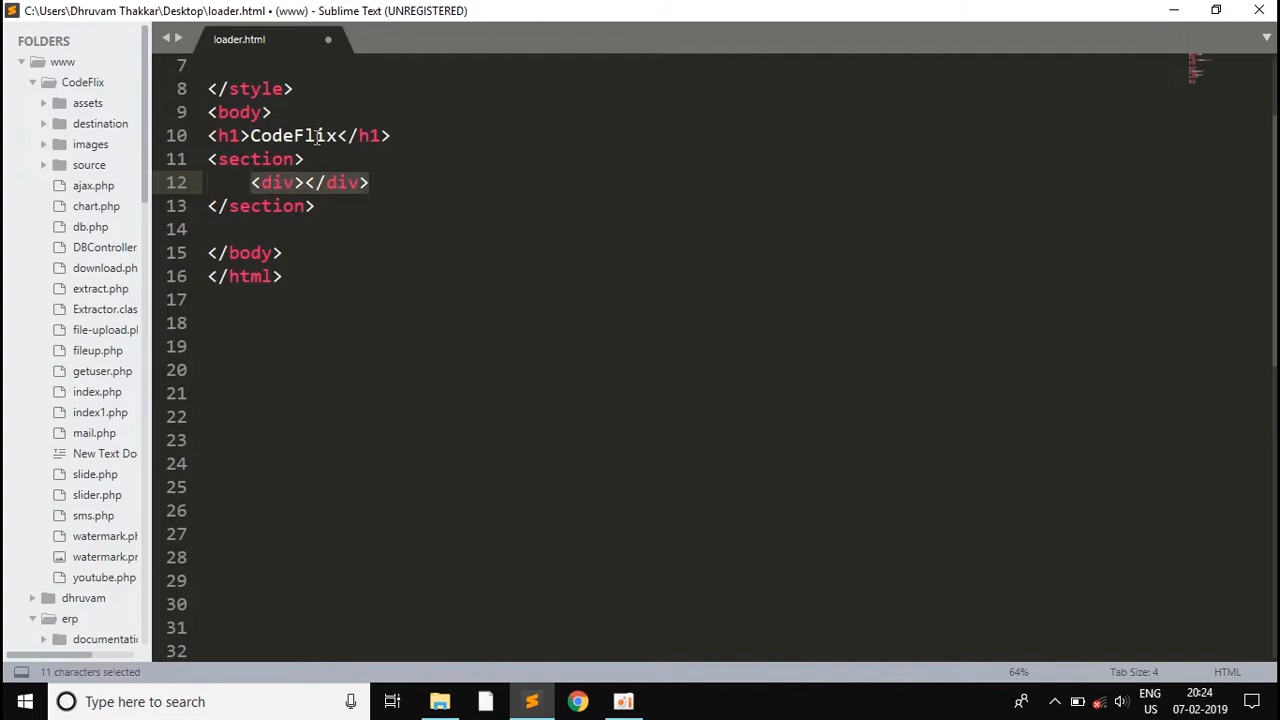 C:\Users\Dhruvam Thakkar\Desktop\loader.html • (www) - Sublime Text (UNREGISTERED)
FOLDERS
www
CodeFlix
assets
destination
images
source
ajax.php
chart.php
db.php
DBController
download.ph
extract.php
Extractor.clas
file-upload.pl
fileup.php
getuser.php
index.php
index1.php
mail.php
New Text Do
slide.php
slider.php
sms.php
watermark.ph
watermark.pr
youtube.php
dhruvam
erp
documentatic
loader.html
7
8 </style>
9 <body>
10 <h1>CodeFlix</h1>
11 <section>
12 <div></div>
13 </section>
14
15 </body>
16 </html>
17
18
19
20
21
22
23
24
25
26
27
28
29
30
31
32
11 characters selected
64%
Tab Size: 4
HTML
Type here to search
ENG
US
20:24
07-02-2019